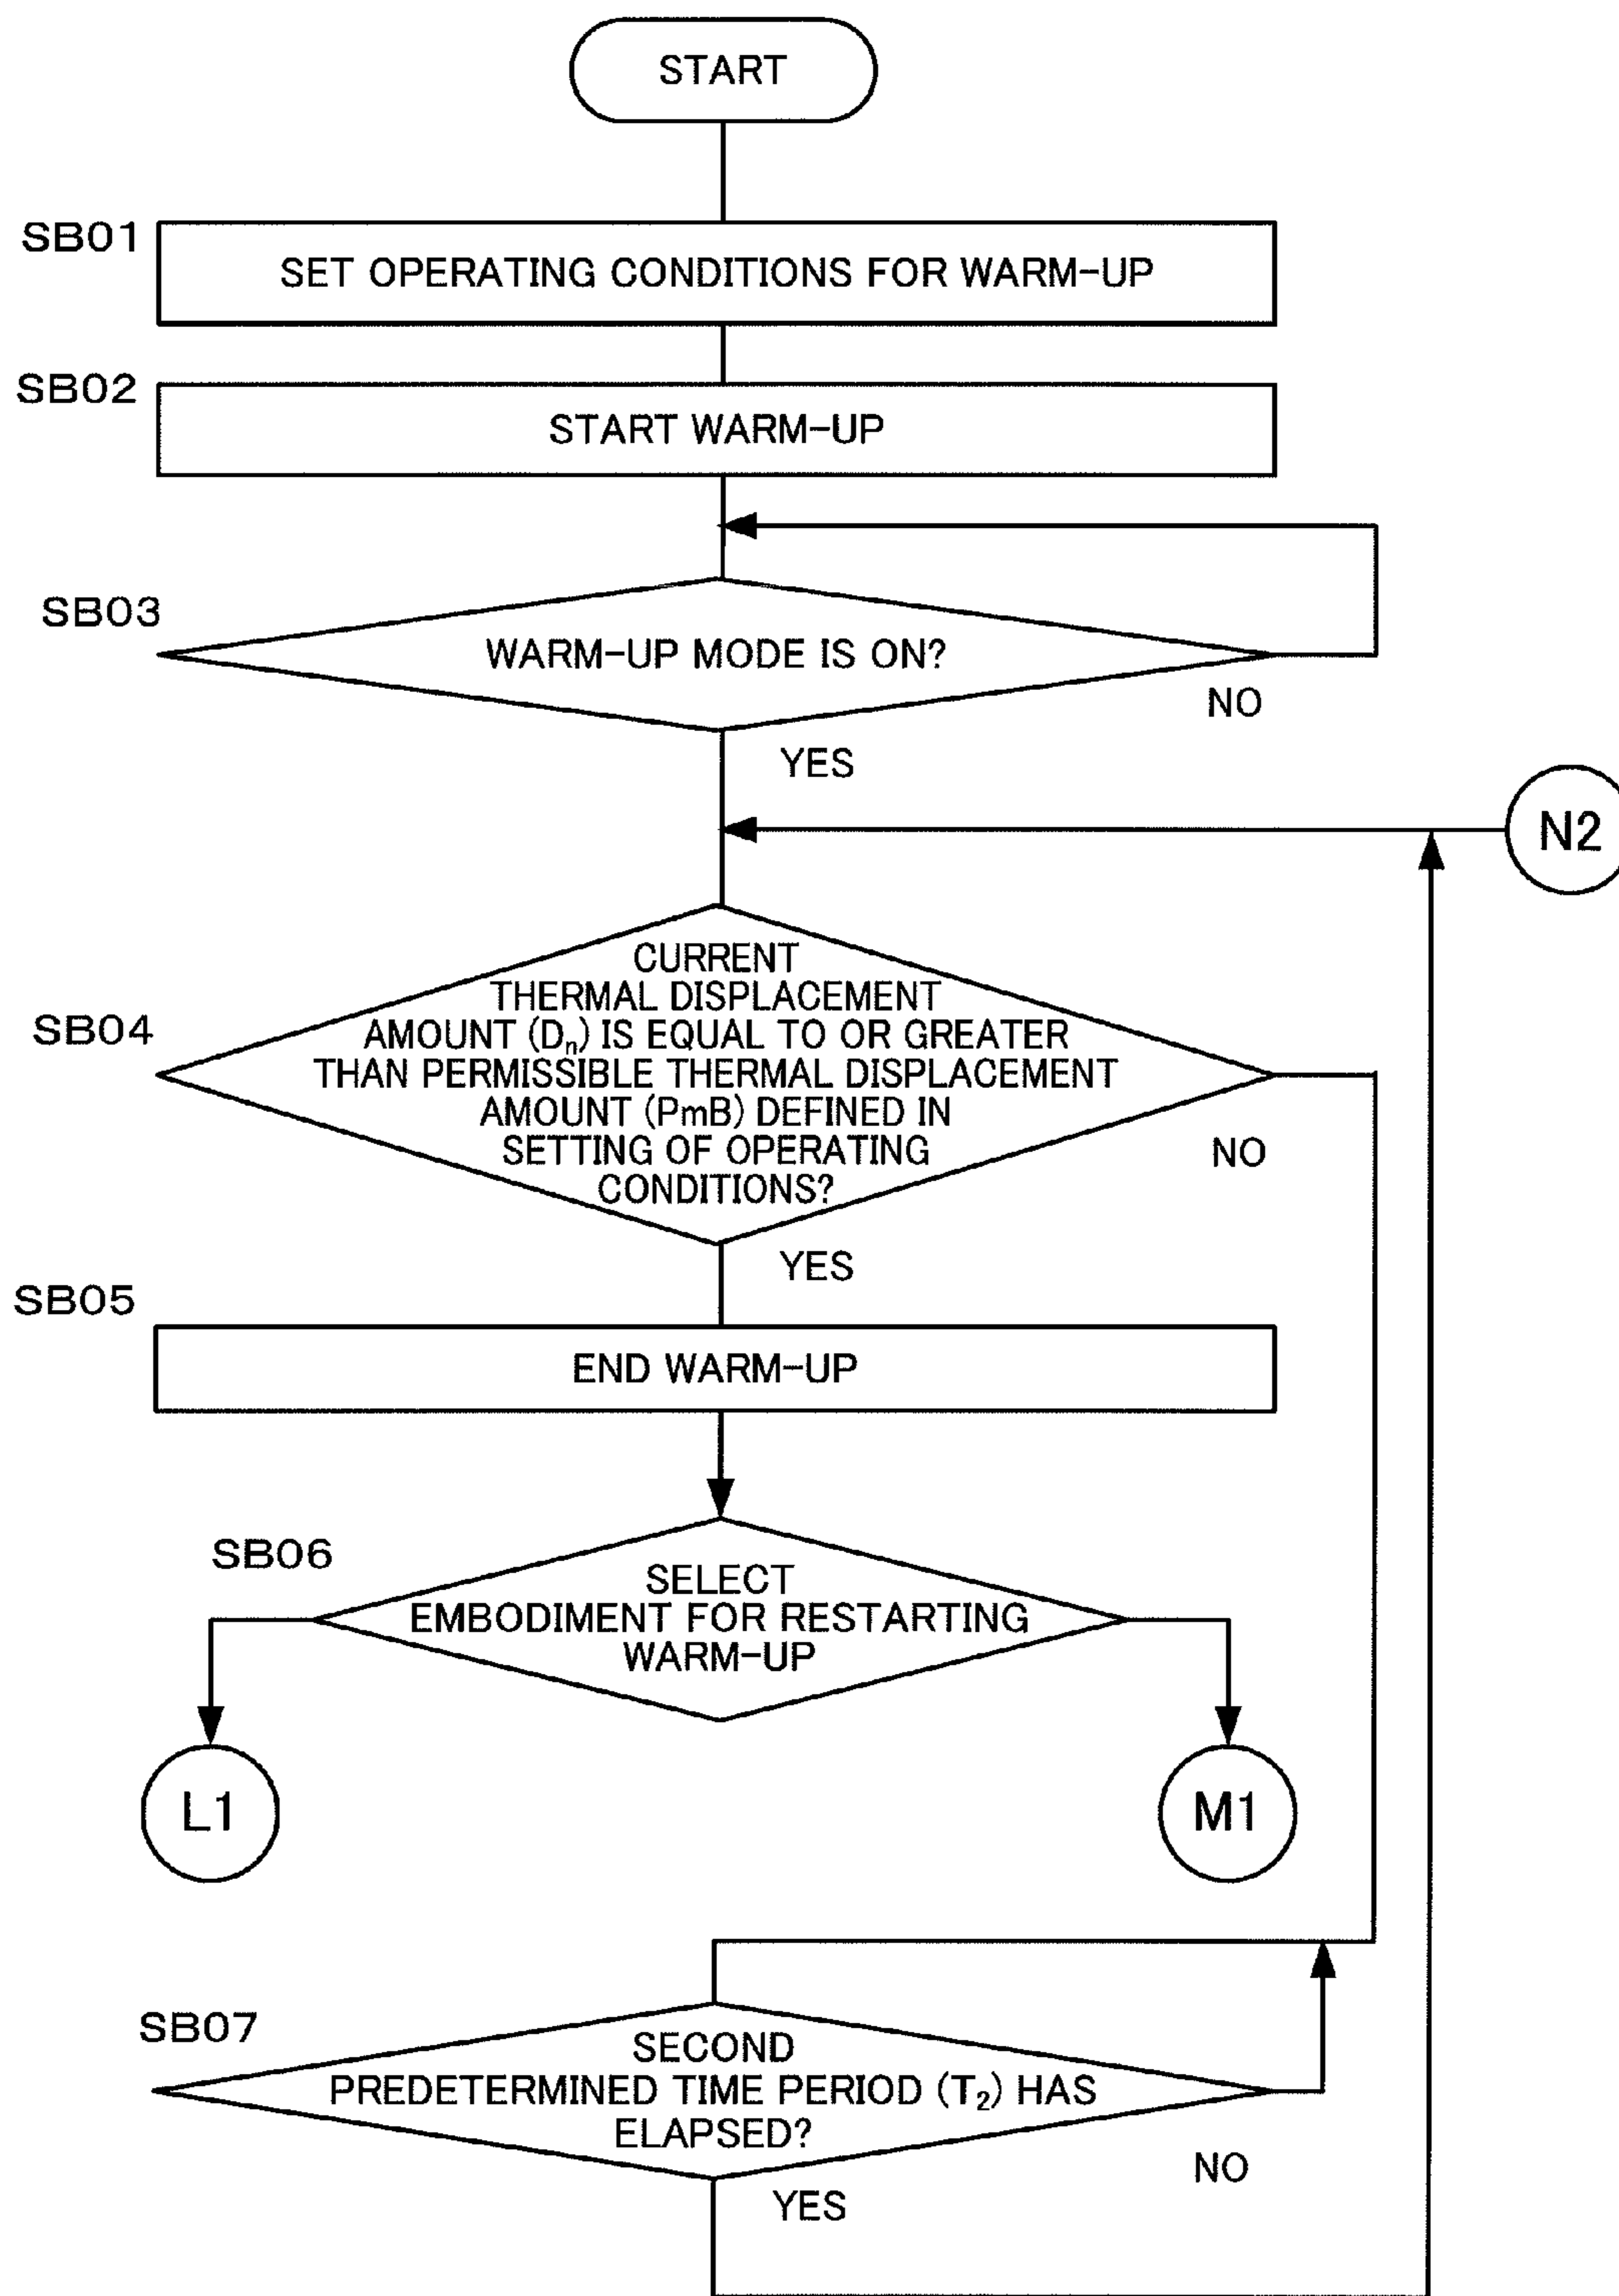 START
SB01
SET OPERATING CONDITIONS FOR WARM-UP
SB02
START WARM-UP
SB03
WARM-UP MODE IS ON?
NO
YES
N2
SB04
CURRENT
THERMAL DISPLACEMENT
AMOUNT (Dn) IS EQUAL TO OR GREATER
THAN PERMISSIBLE THERMAL DISPLACEMENT
AMOUNT (PmB) DEFINED IN
SETTING OF OPERATING
CONDITIONS?
NO
YES
SB05
END WARM-UP
SB06
SELECT
EMBODIMENT FOR RESTARTING
WARM-UP
L1
M1
SB07
SECOND
PREDETERMINED TIME PERIOD (T2) HAS
ELAPSED?
NO
YES